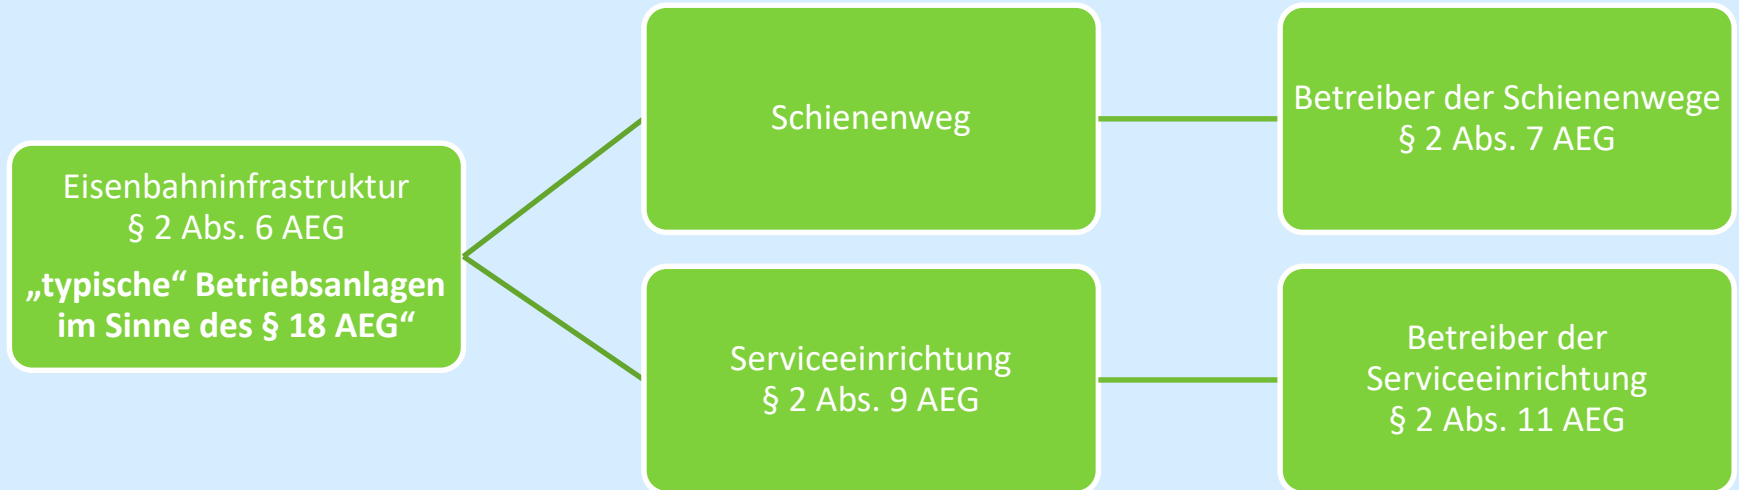 Eisenbahninfrastruktur
§ 2 Abs. 6 AEG
„typische“ Betriebsanlagen
im Sinne des § 18 AEG“
Schienenweg
Betreiber der Schienenwege
§ 2 Abs. 7 AEG
Serviceeinrichtung
§ 2 Abs. 9 AEG
Betreiber der
Serviceeinrichtung
§ 2 Abs. 11 AEG